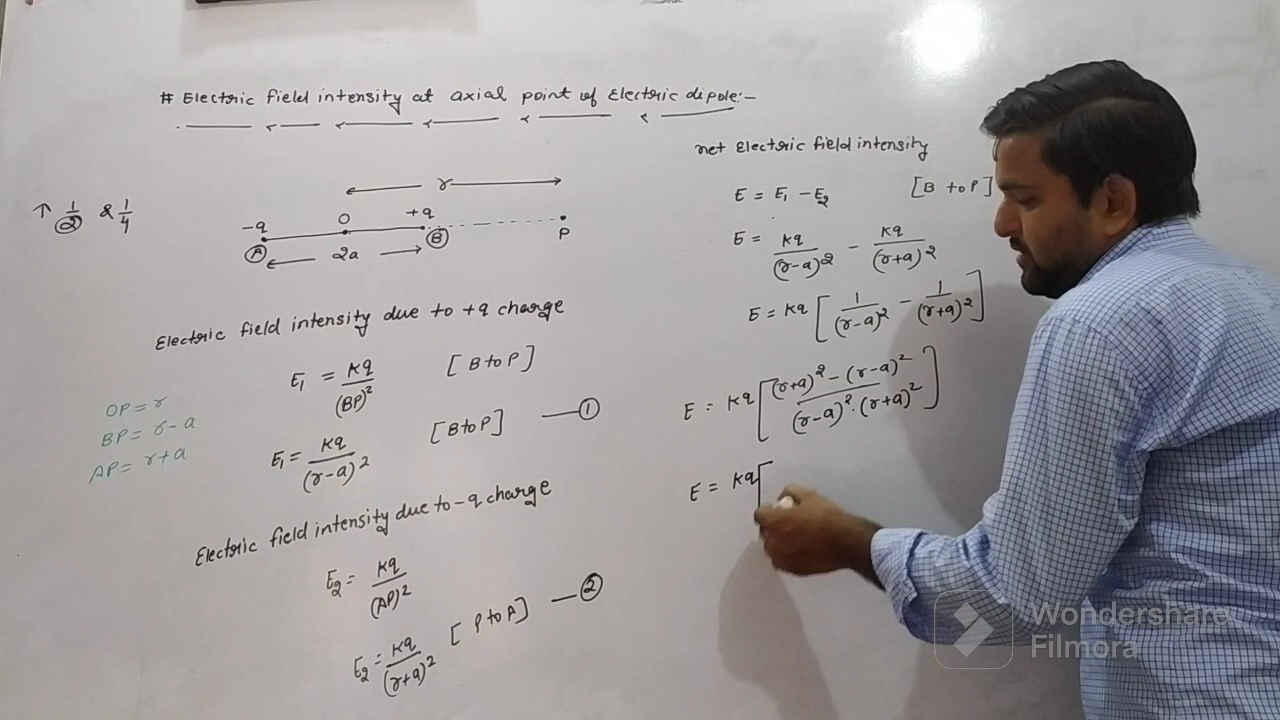 # Electric field intensity at axial point of Electric dipole:-
↑ 1/2 & 1/4
r
-q O +q
A B P
2a
Electric field intensity due to +q charge
E₁ = Kq/(BP)² [B to P]
OP = r
BP = r-a
AP = r+a
E₁ = Kq/(r-a)² [B to P] —①
Electric field intensity due to -q charge
E₂ = Kq/(AP)²
E₂ = Kq/(r+a)² [P to A] —②
net Electric field intensity
E = E₁ - E₂ [B to P]
E = Kq/(r-a)² - Kq/(r+a)²
E = Kq [1/(r-a)² - 1/(r+a)²]
E = Kq [(r+a)² - (r-a)²/(r-a)².(r+a)²]
E = Kq[
Wondershare
Filmora